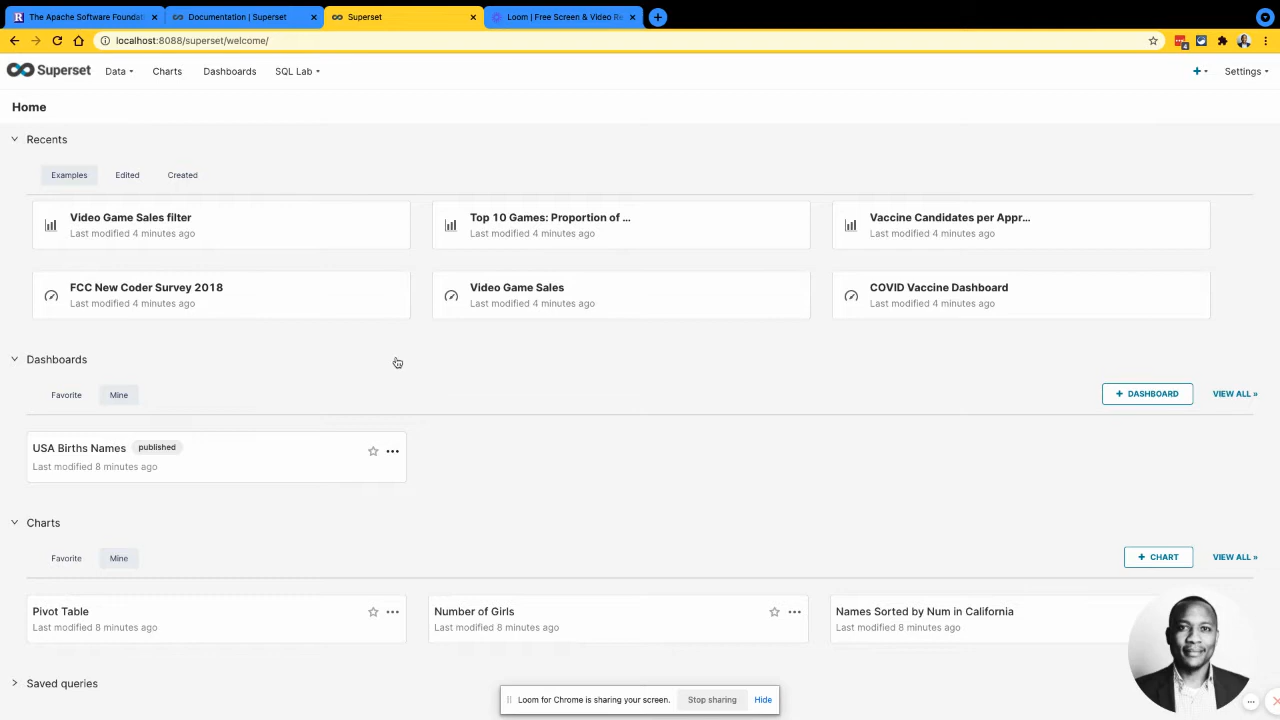 The Apache Software Foundat
Documentation | Superset
Superset
Loom | Free Screen & Video Re
localhost:8088/superset/welcome/
4
Superset
Data
Charts
Dashboards
SQL Lab
Settings
Home
Recents
Examples
Edited
Created
Video Game Sales filter
Last modified 4 minutes ago
Top 10 Games: Proportion of ...
Last modified 4 minutes ago
Vaccine Candidates per Appr...
Last modified 4 minutes ago
FCC New Coder Survey 2018
Last modified 4 minutes ago
Video Game Sales
Last modified 4 minutes ago
COVID Vaccine Dashboard
Last modified 4 minutes ago
Dashboards
Favorite
Mine
+ DASHBOARD
VIEW ALL »
USA Births Names published
Last modified 8 minutes ago
Charts
Favorite
Mine
+ CHART
VIEW ALL »
Pivot Table
Last modified 8 minutes ago
Number of Girls
Last modified 8 minutes ago
Names Sorted by Num in California
Last modified 8 minutes ago
Saved queries
Loom for Chrome is sharing your screen.
Stop sharing
Hide